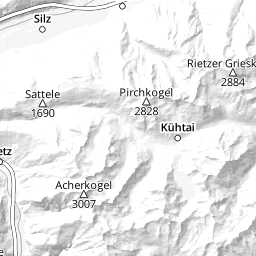 Silz
Rietzer Griesk
2884
Sattele
1690
Pirchkogel
2828
Kühtai
etz
Acherkogel
3007
e